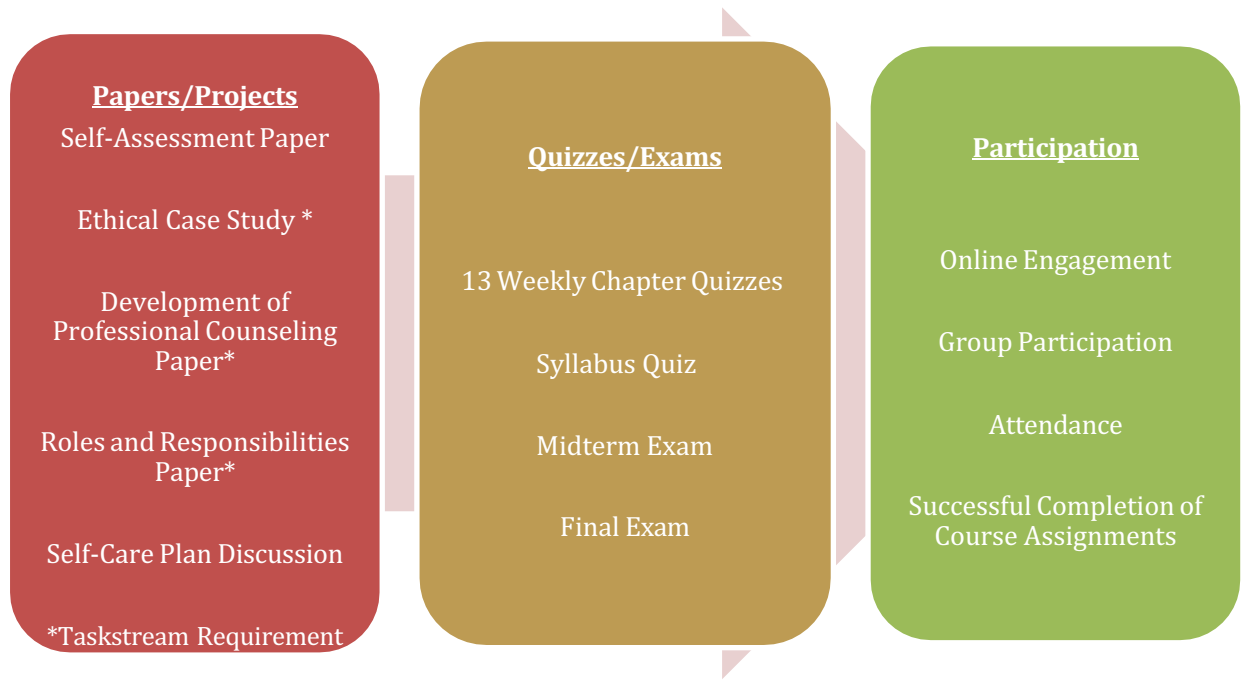 Papers/Projects
Self-Assessment Paper
Ethical Case Study *
Development of
Professional Counseling
Paper*
Roles and Responsibilities
Paper*
Self-Care Plan Discussion
*Taskstream Requirement
Quizzes/Exams
13 Weekly Chapter Quizzes
Syllabus Quiz
Midterm Exam
Final Exam
Participation
Online Engagement
Group Participation
Attendance
Successful Completion of
Course Assignments